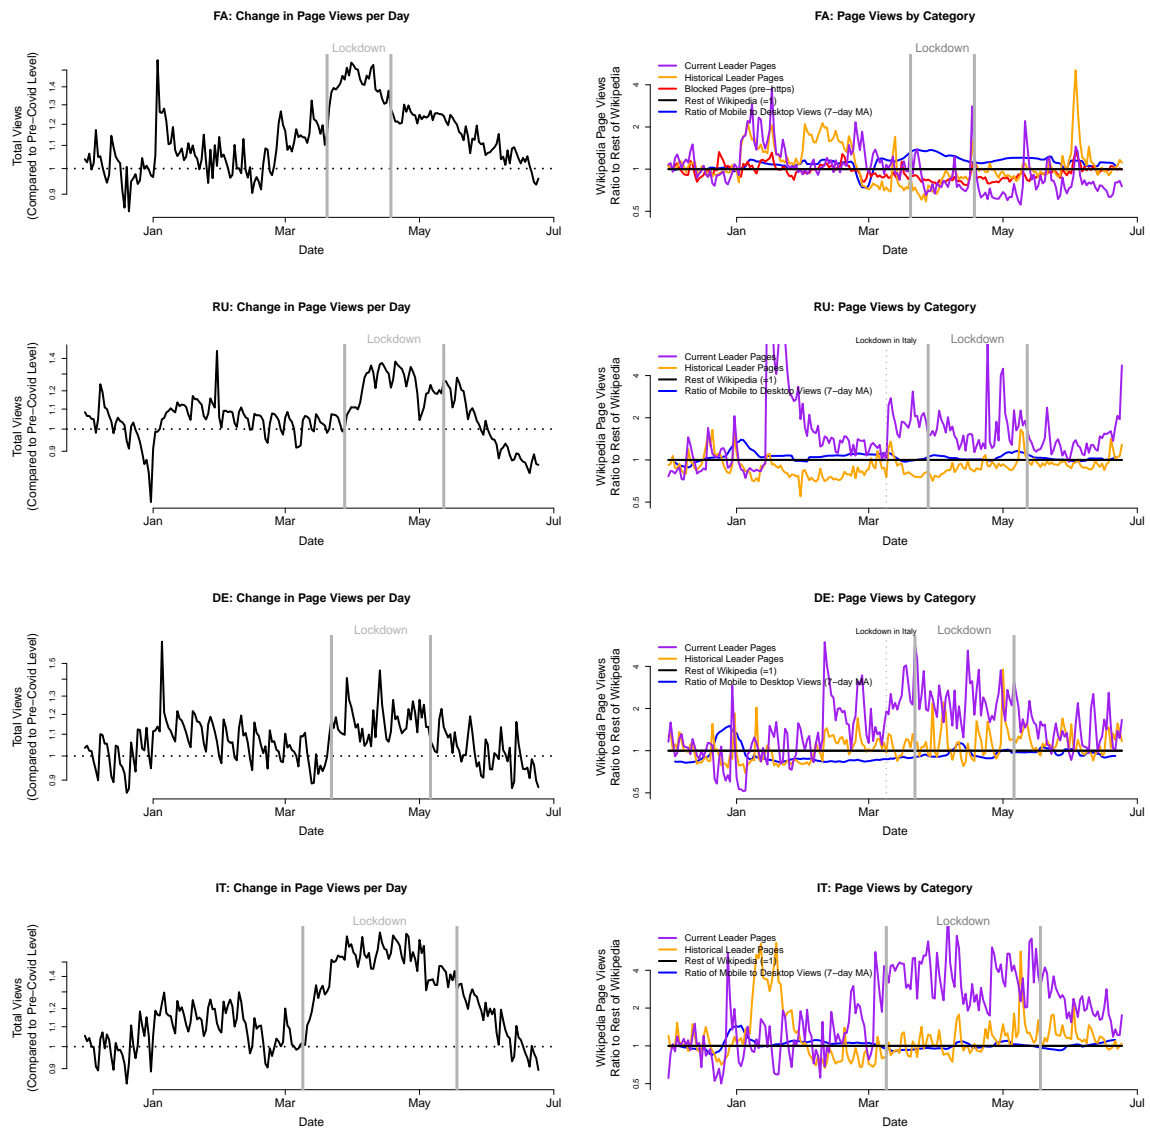 FA: Change in Page Views per Day
Lockdown
Total Views
(Compared to Pre−Covid Level)
0.9
1
1.1
1.2
1.3
1.4
Jan
Mar
May
Jul
Date
FA: Page Views by Category
Lockdown
Current Leader Pages
Historical Leader Pages
Blocked Pages (pre−https)
Rest of Wikipedia (=1)
Ratio of Mobile to Desktop Views (7−day MA)
Wikipedia Page Views
Ratio to Rest of Wikipedia
0.5
1
2
4
Jan
Mar
May
Jul
Date
RU: Change in Page Views per Day
Lockdown
Total Views
(Compared to Pre−Covid Level)
0.9
1
1.1
1.2
1.4
Jan
Mar
May
Jul
Date
RU: Page Views by Category
Lockdown in Italy
Lockdown
Current Leader Pages
Historical Leader Pages
Rest of Wikipedia (=1)
Ratio of Mobile to Desktop Views (7−day MA)
Wikipedia Page Views
Ratio to Rest of Wikipedia
0.5
1
2
4
Jan
Mar
May
Jul
Date
DE: Change in Page Views per Day
Lockdown
Total Views
(Compared to Pre−Covid Level)
0.9
1
1.1
1.2
1.3
1.5
Jan
Mar
May
Jul
Date
DE: Page Views by Category
Lockdown in Italy
Lockdown
Current Leader Pages
Historical Leader Pages
Rest of Wikipedia (=1)
Ratio of Mobile to Desktop Views (7−day MA)
Wikipedia Page Views
Ratio to Rest of Wikipedia
0.5
1
2
4
Jan
Mar
May
Jul
Date
IT: Change in Page Views per Day
Lockdown
Total Views
(Compared to Pre−Covid Level)
0.9
1
1.1
1.2
1.4
Jan
Mar
May
Jul
Date
IT: Page Views by Category
Lockdown
Current Leader Pages
Historical Leader Pages
Rest of Wikipedia (=1)
Ratio of Mobile to Desktop Views (7−day MA)
Wikipedia Page Views
Ratio to Rest of Wikipedia
0.5
1
2
4
Jan
Mar
May
Jul
Date